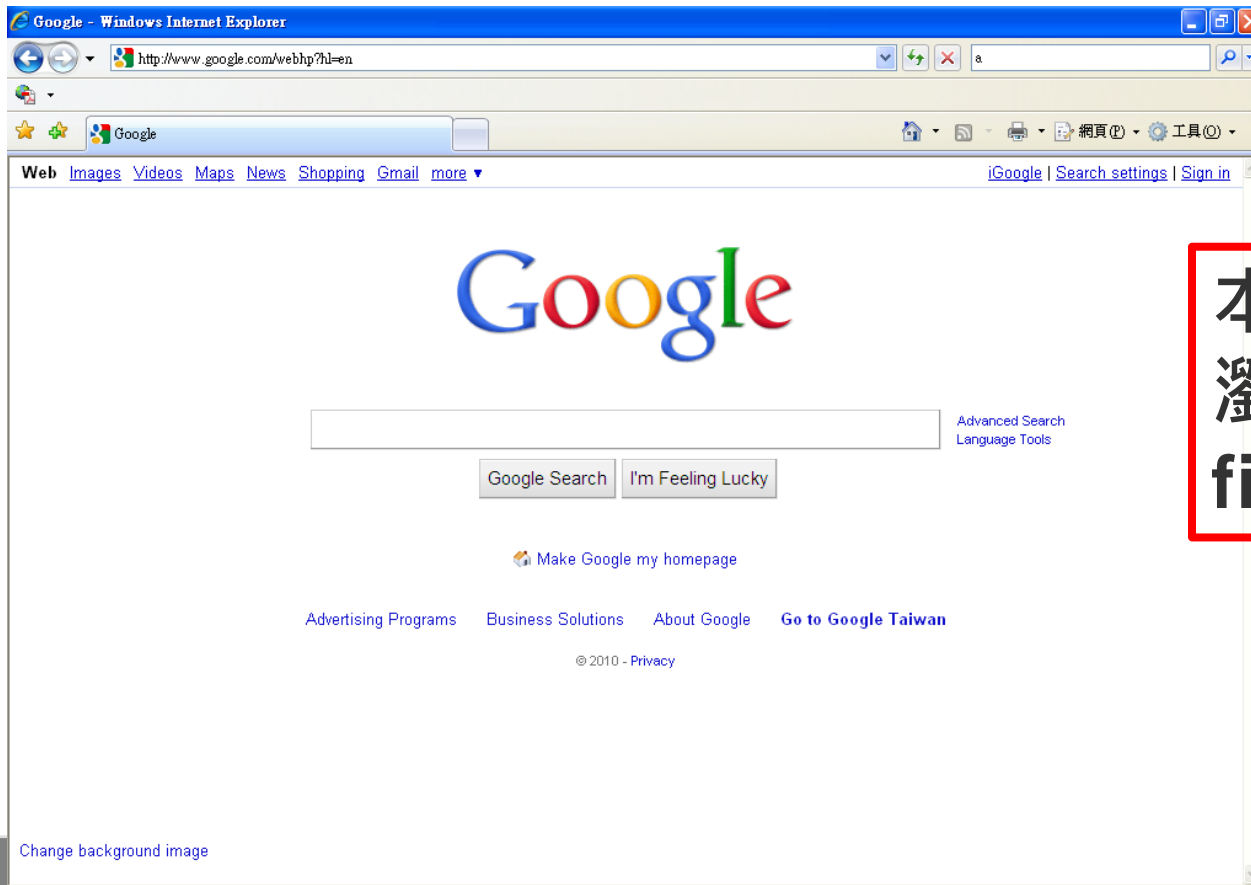 Google - Windows Internet Explorer
http://www.google.com/webhp?hl=en
a
Google
網頁(P)
工具(O)
Web Images Videos Maps News Shopping Gmail more
iGoogle | Search settings | Sign in
Google
本
瀏
fi
Advanced Search
Language Tools
Google Search
I'm Feeling Lucky
Make Google my homepage
Advertising Programs Business Solutions About Google Go to Google Taiwan
© 2010 - Privacy
Change background image